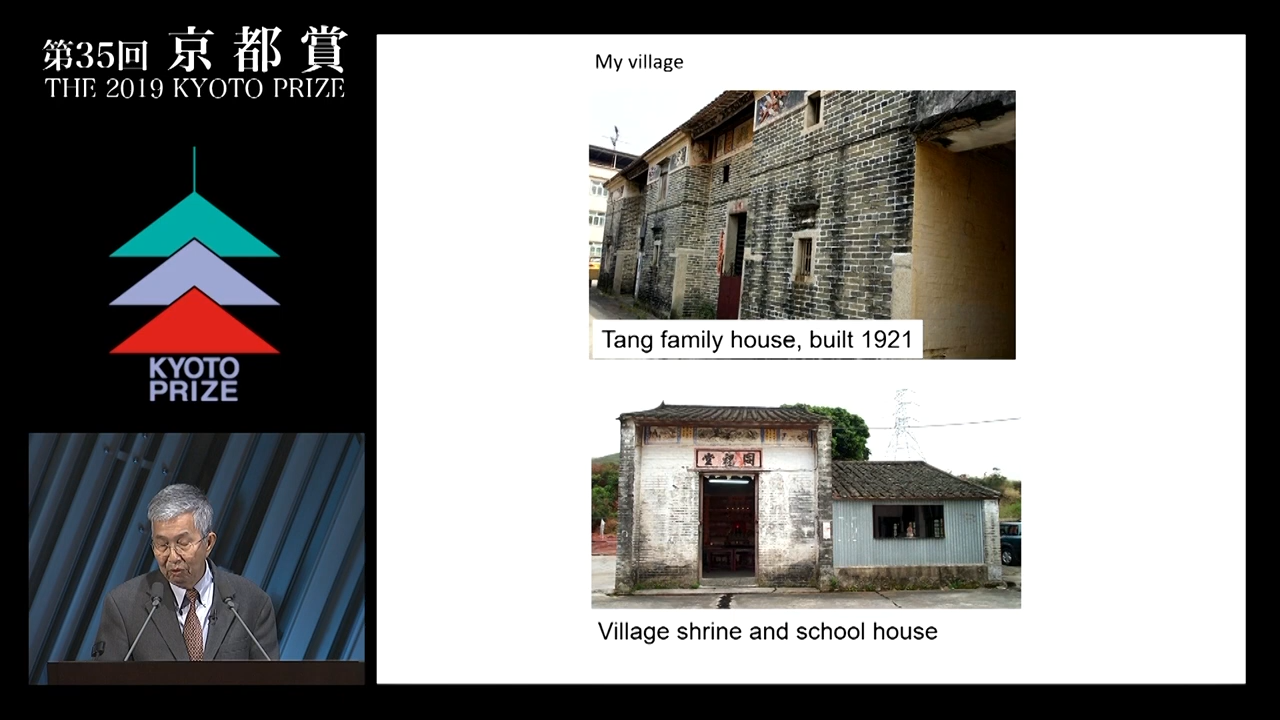 第35回 京都賞
THE 2019 KYOTO PRIZE
KYOTO
PRIZE
My village
Tang family house, built 1921
同親堂
Village shrine and school house